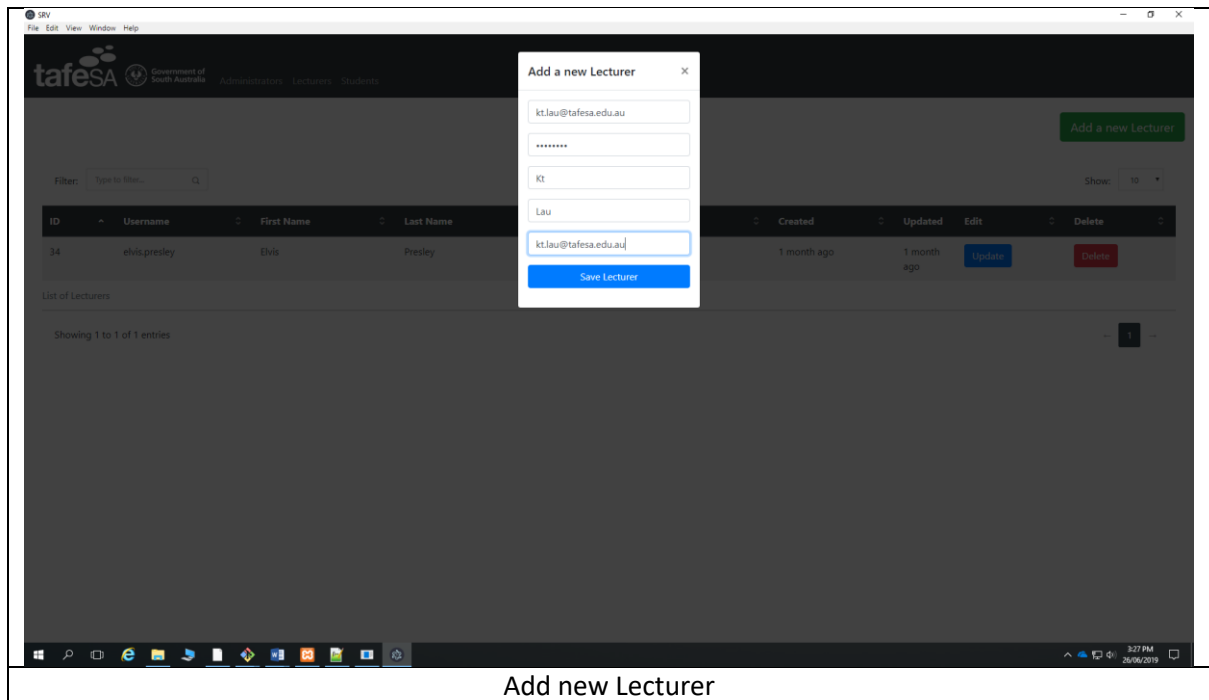 SRV
File Edit View Window Help
tafeSA Government of South Australia Administrators Lecturers Students
Add a new Lecturer ×
kt.lau@tafesa.edu.au
••••••••
Kt
Lau
kt.lau@tafesa.edu.au
Save Lecturer
Add a new Lecturer
Filter: Type to filter... Show: 10
ID Username First Name Last Name Created Updated Edit Delete
34 elvis.presley Elvis Presley 1 month ago 1 month ago Update Delete
List of Lecturers
Showing 1 to 1 of 1 entries 1
3:27 PM
26/06/2019
Add new Lecturer